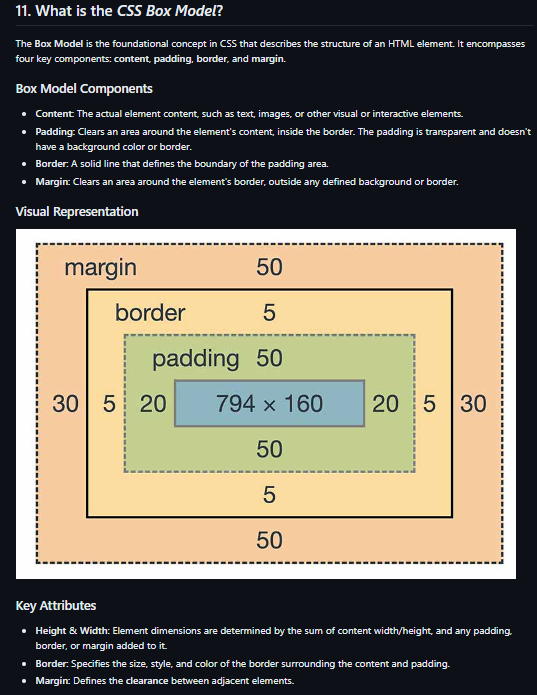 11. What is the CSS Box Model?
The Box Model is the foundational concept in CSS that describes the structure of an HTML element. It encompasses
four key components: content, padding, border, and margin.
Box Model Components
Content: The actual element content, such as text, images, or other visual or interactive elements.
Padding: Clears an area around the element's content, inside the border. The padding is transparent and doesn't
have a background color or border.
Border: A solid line that defines the boundary of the padding area.
Margin: Clears an area around the element's border, outside any defined background or border.
Visual Representation
margin 50
border 5
padding 50
30 5 20 794 × 160 20 5 30
50
5
50
Key Attributes
Height & Width: Element dimensions are determined by the sum of content width/height, and any padding,
border, or margin added to it.
Border: Specifies the size, style, and color of the border surrounding the content and padding.
Margin: Defines the clearance between adjacent elements.